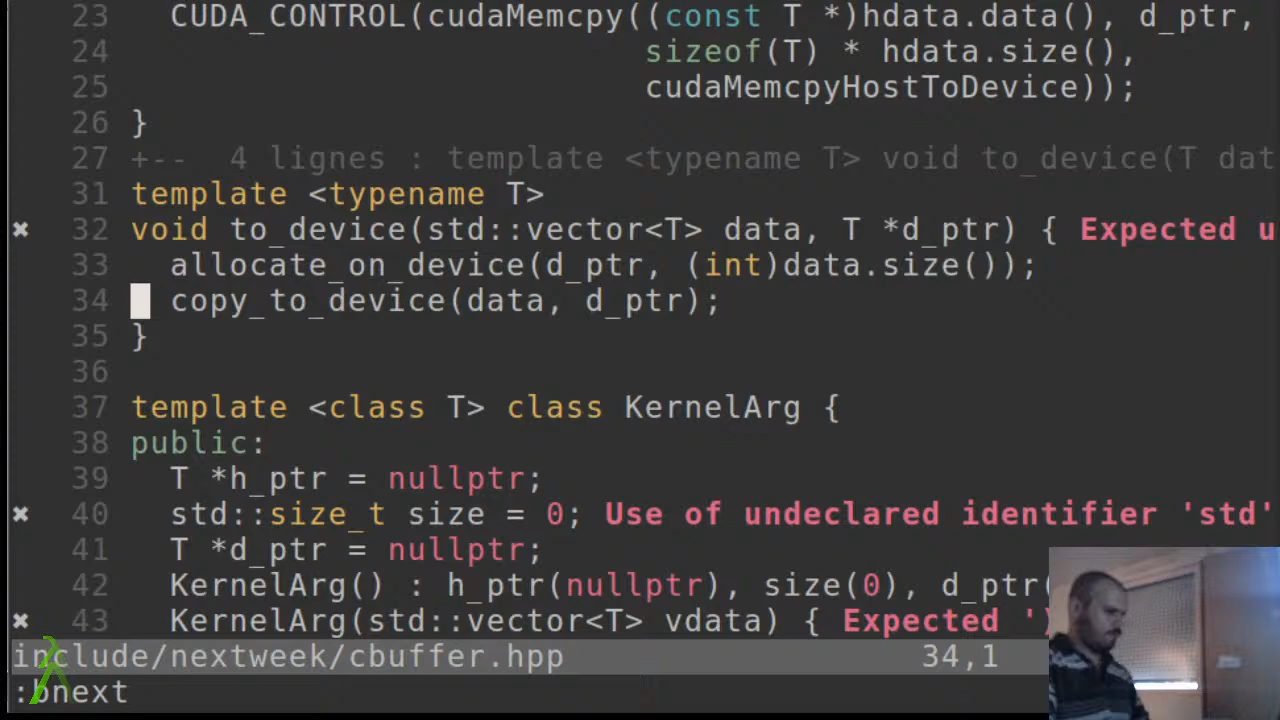 23 CUDA_CONTROL(cudaMemcpy((const T *)hdata.data(), d_ptr,
24 sizeof(T) * hdata.size(),
25 cudaMemcpyHostToDevice));
26 }
27 +-- 4 lignes : template <typename T> void to_device(T dat
31 template <typename T>
✖ 32 void to_device(std::vector<T> data, T *d_ptr) { Expected u
33 allocate_on_device(d_ptr, (int)data.size());
34 copy_to_device(data, d_ptr);
35 }
36
37 template <class T> class KernelArg {
38 public:
39 T *h_ptr = nullptr;
✖ 40 std::size_t size = 0; Use of undeclared identifier 'std'
41 T *d_ptr = nullptr;
42 KernelArg() : h_ptr(nullptr), size(0), d_ptr(
✖ 43 KernelArg(std::vector<T> vdata) { Expected ')
include/nextweek/cbuffer.hpp 34,1
:bnext